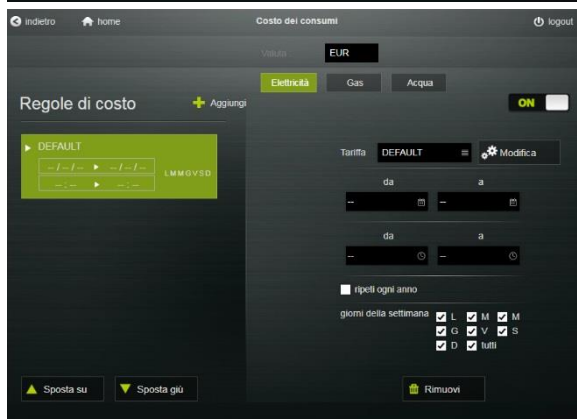 indietro home Costo dei consumi logout
Valuta EUR
Elettricità Gas Acqua
Regole di costo Aggiungi
ON
DEFAULT
-- / -- / -- -- / -- / --
-- : -- -- : --
LMMGVSD
Tariffa DEFAULT Modifica
da a
-- --
da a
-- --
ripeti ogni anno
giorni della settimana L M M
G V S
D tutti
Sposta su Sposta giù Rimuovi